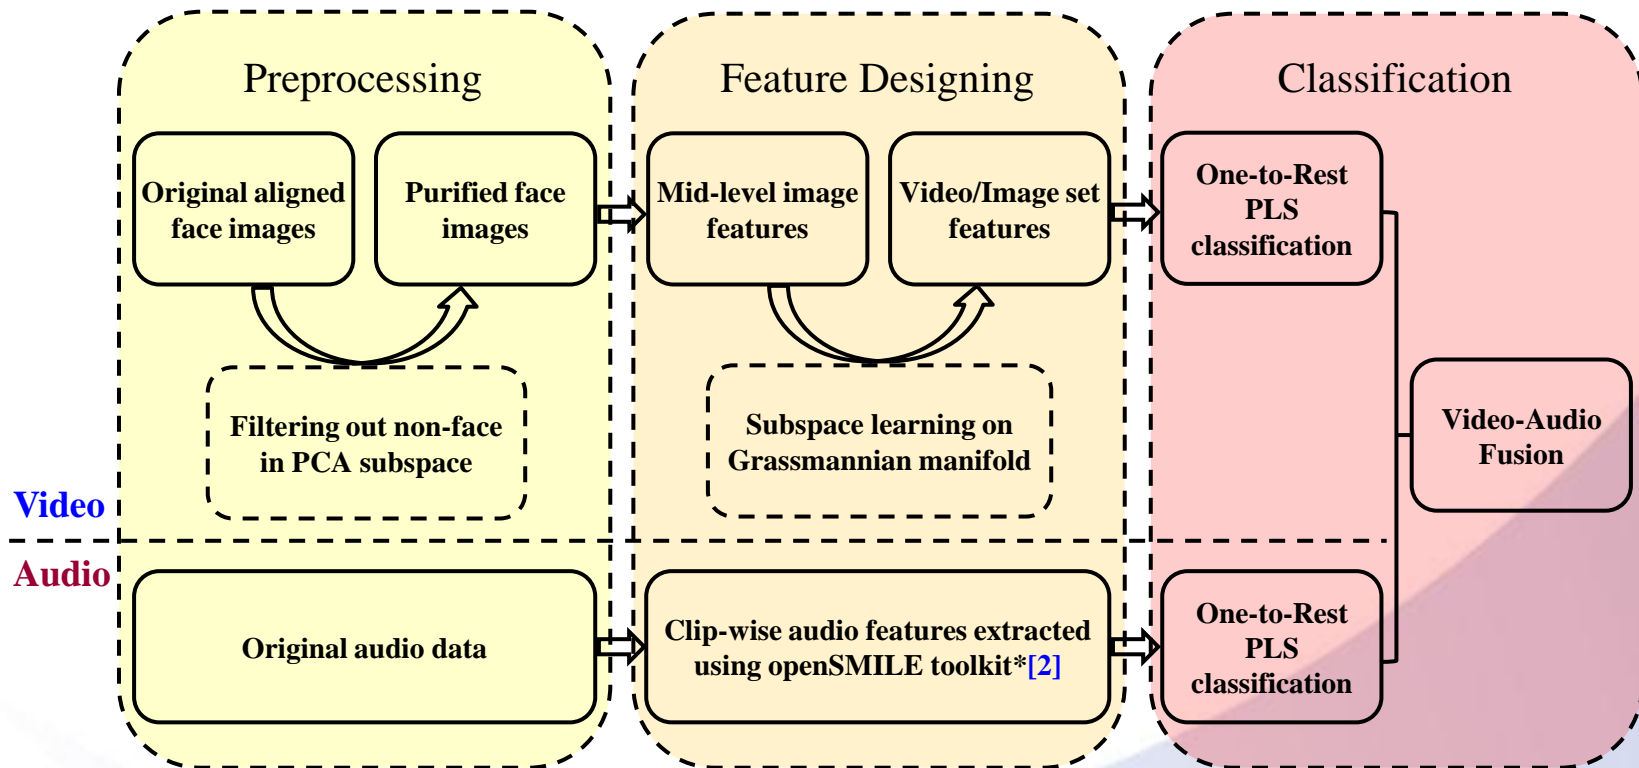 Preprocessing
Feature Designing
Classification
Original aligned
face images
Purified face
images
Mid-level image
features
Video/Image set
features
One-to-Rest
PLS
classification
Filtering out non-face
in PCA subspace
Subspace learning on
Grassmannian manifold
Video-Audio
Fusion
Video
Audio
Original audio data
Clip-wise audio features extracted
using openSMILE toolkit*[2]
One-to-Rest
PLS
classification